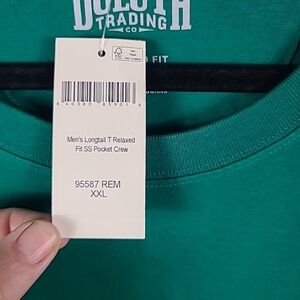 DULUTH
TRADING
CO
FIT
Men's Longtail T Relaxed
Fit SS Pocket Crew
95587 REM
XXL